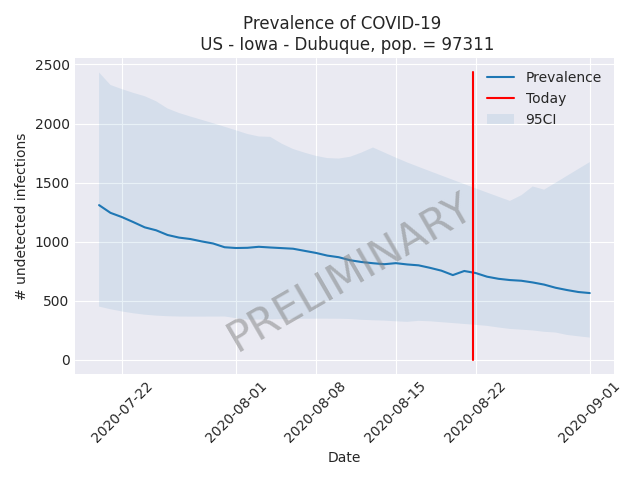 Prevalence of COVID-19
US - Iowa - Dubuque, pop. = 97311
2500
2000
1500
1000
500
0
# undetected infections
Prevalence
Today
95CI
PRELIMINARY
2020-07-22
2020-08-01
2020-08-08
2020-08-15
2020-08-22
2020-09-01
Date